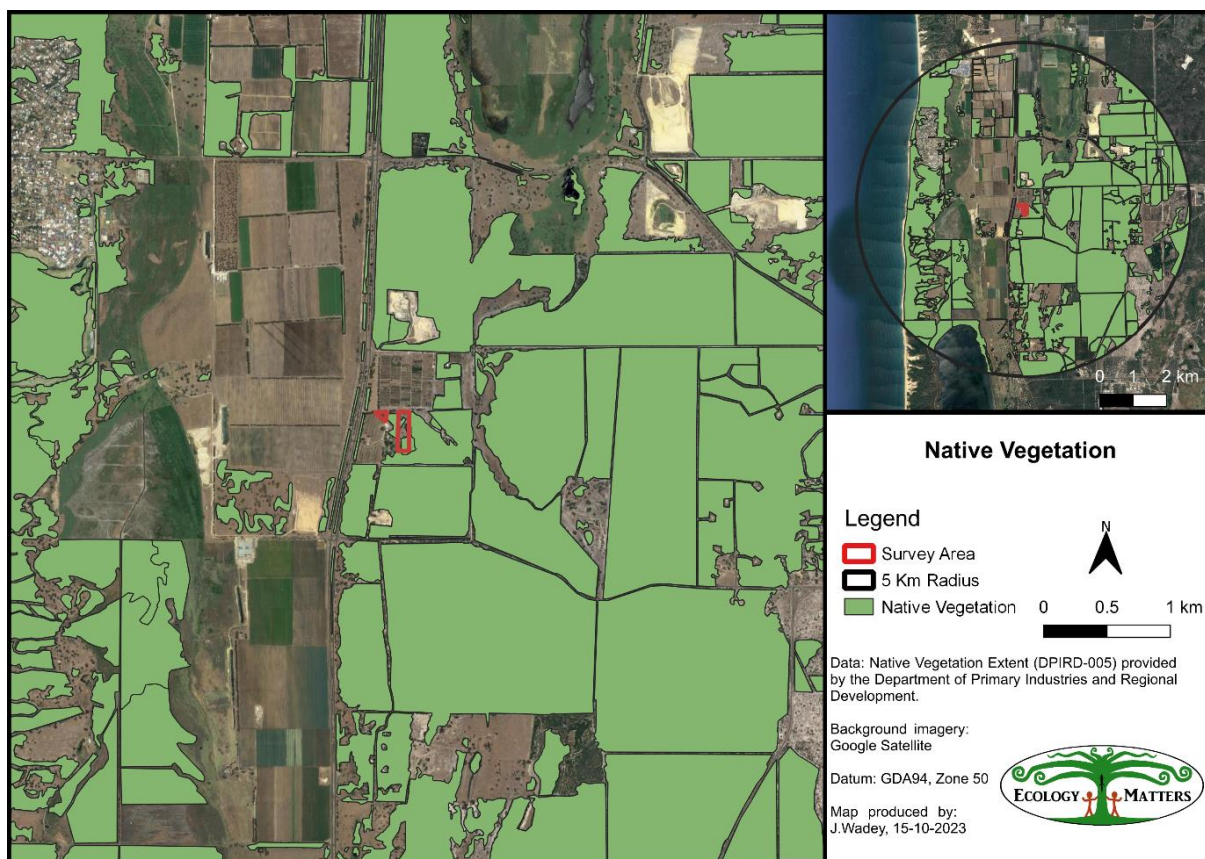 0 1 2 km
Native Vegetation
Legend
Survey Area
5 Km Radius
Native Vegetation
N
0 0.5 1 km
Data: Native Vegetation Extent (DPIRD-005) provided
by the Department of Primary Industries and Regional
Development.
Background imagery:
Google Satellite
Datum: GDA94, Zone 50
Map produced by:
J.Wadey, 15-10-2023
ECOLOGY MATTERS